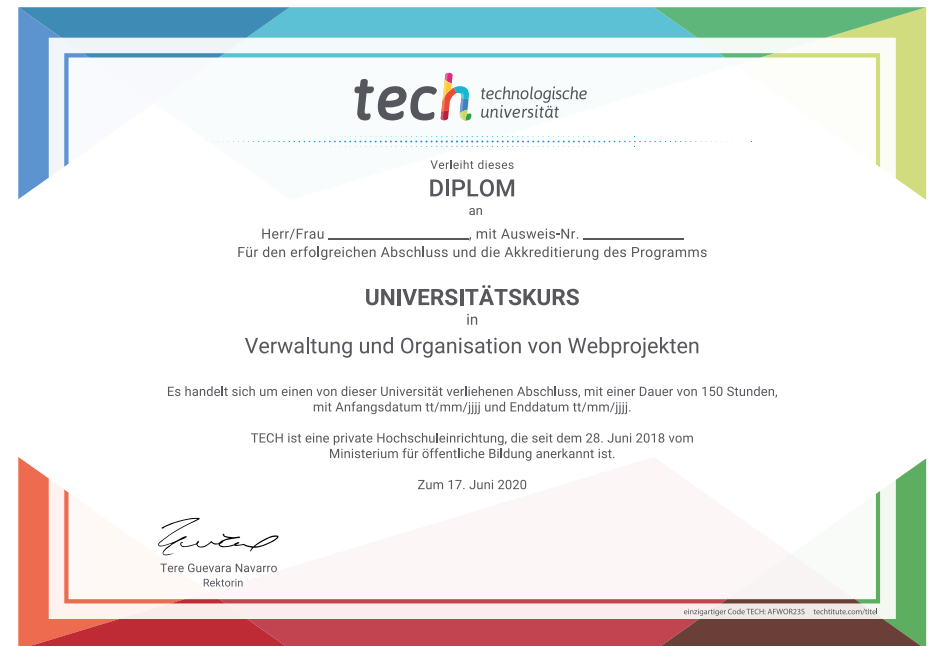 tech technologische
universität
Verleiht dieses
DIPLOM
an
Herr/Frau ____________________, mit Ausweis-Nr. ______________
Für den erfolgreichen Abschluss und die Akkreditierung des Programms
UNIVERSITÄTSKURS
in
Verwaltung und Organisation von Webprojekten
Es handelt sich um einen von dieser Universität verliehenen Abschluss, mit einer Dauer von 150 Stunden,
mit Anfangsdatum tt/mm/jjjj und Enddatum tt/mm/jjjj.
TECH ist eine private Hochschuleinrichtung, die seit dem 28. Juni 2018 vom
Ministerium für öffentliche Bildung anerkannt ist.
Zum 17. Juni 2020
Tere Guevara Navarro
Rektorin
einzigartiger Code TECH: AFWOR23S techtitute.com/titel